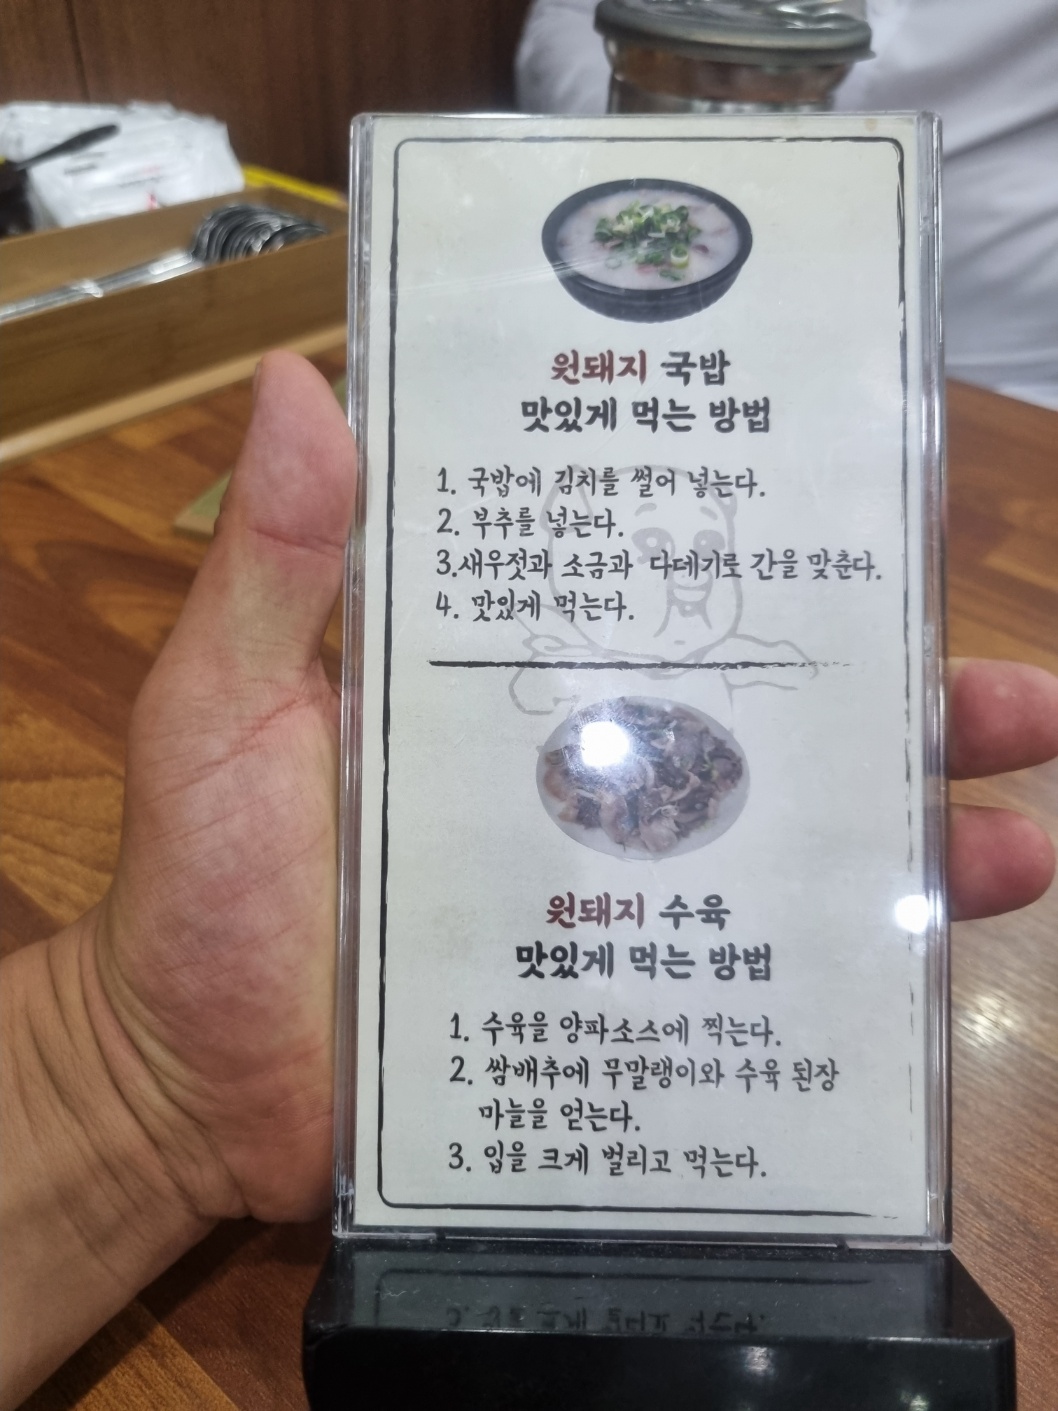 원돼지 국밥
맛있게 먹는 방법
1. 국밥에 김치를 썰어 넣는다.
2. 부추를 넣는다.
3.새우젓과 소금과 다데기로 간을 맞춘다.
4. 맛있게 먹는다.
원돼지 수육
맛있게 먹는 방법
1. 수육을 양파소스에 찍는다.
2. 쌈배추에 무말랭이와 수육 된장
마늘을 얻는다.
3. 입을 크게 벌리고 먹는다.